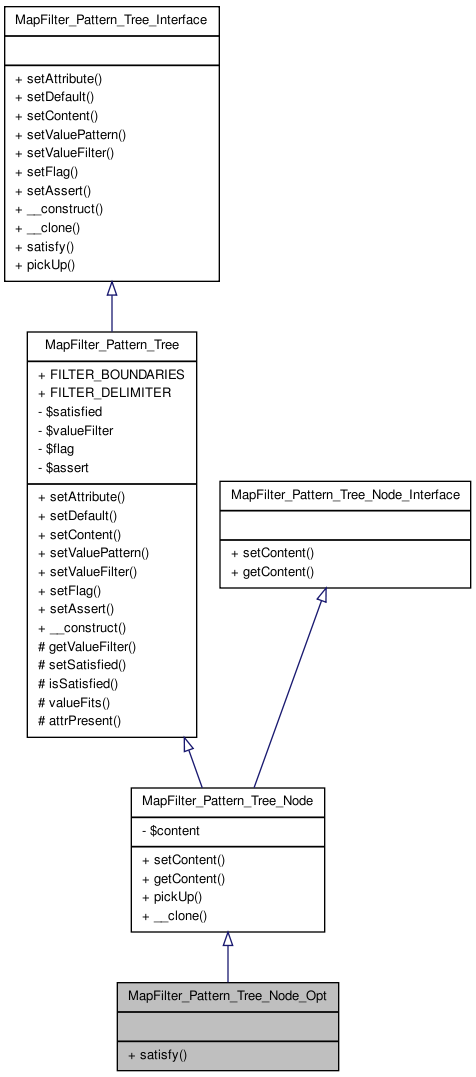 MapFilter_Pattern_Tree_Interface
+ setAttribute()
+ setDefault()
+ setContent()
+ setValuePattern()
+ setValueFilter()
+ setFlag()
+ setAssert()
+ __construct()
+ __clone()
+ satisfy()
+ pickUp()
MapFilter_Pattern_Tree
+ FILTER_BOUNDARIES
+ FILTER_DELIMITER
- $satisfied
- $valueFilter
- $flag
- $assert
+ setAttribute()
+ setDefault()
+ setContent()
+ setValuePattern()
+ setValueFilter()
+ setFlag()
+ setAssert()
+ __construct()
# getValueFilter()
# setSatisfied()
# isSatisfied()
# valueFits()
# attrPresent()
MapFilter_Pattern_Tree_Node_Interface
+ setContent()
+ getContent()
MapFilter_Pattern_Tree_Node
- $content
+ setContent()
+ getContent()
+ pickUp()
+ __clone()
MapFilter_Pattern_Tree_Node_Opt
+ satisfy()